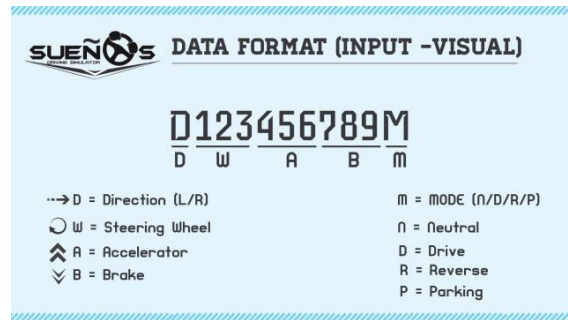 SUEÑOS
DRIVING SIMULATOR
DATA FORMAT (INPUT -VISUAL)
D123456789M
D W A B M
D = Direction (L/R)
W = Steering Wheel
A = Accelerator
B = Brake
M = MODE (N/D/R/P)
N = Neutral
D = Drive
R = Reverse
P = Parking